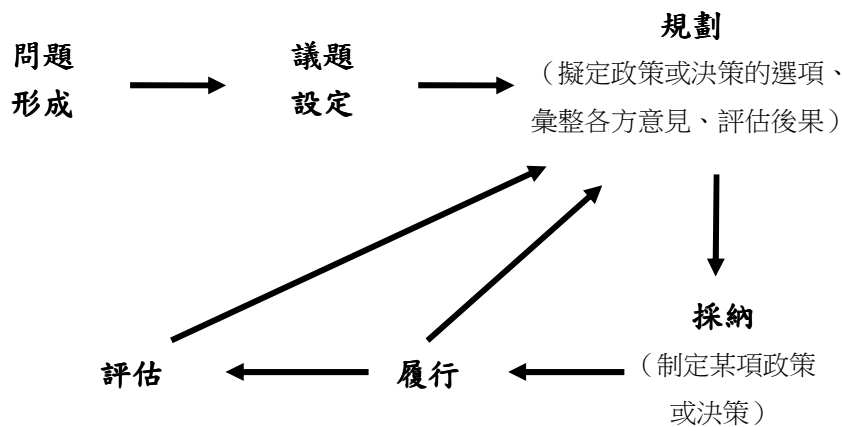 問題
形成
議題
設定
規劃
（擬定政策或決策的選項、
彙整各方意見、評估後果）
採納
（制定某項政策
或決策）
履行
評估